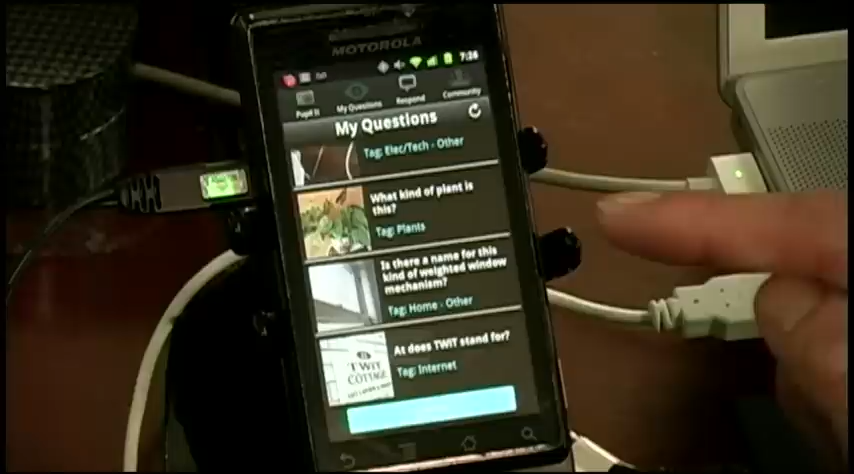 MOTOROLA
7:26
Pupil It
My Questions
Respond
Community
My Questions
Tag: Elec/Tech - Other
What kind of plant is
this?
Tag: Plants
Is there a name for this
kind of weighted window
mechanism?
Tag: Home - Other
At does TWiT stand for?
Tag: Internet
TWIT
COTTAGE